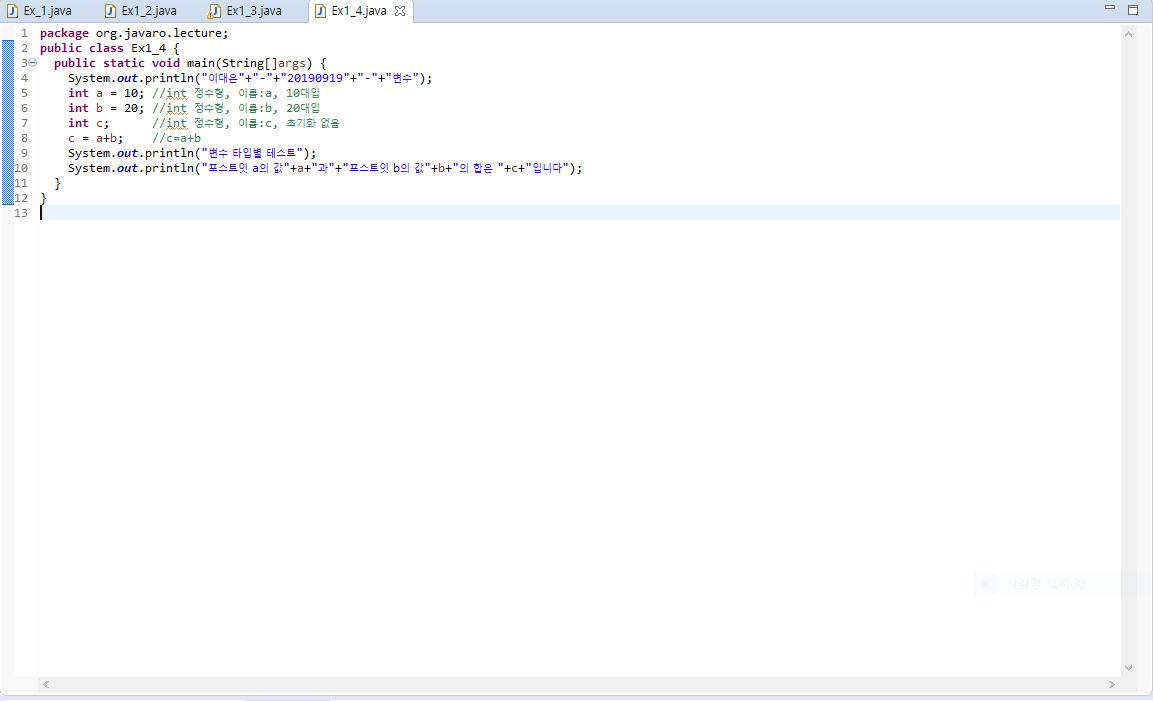 Ex_1.java Ex1_2.java Ex1_3.java Ex1_4.java
1 package org.javaro.lecture;
2 public class Ex1_4 {
3 public static void main(String[]args) {
4 System.out.println("이대은"+"-"+"20190919"+"-"+"변수");
5 int a = 10; //int 정수형, 이름:a, 10대입
6 int b = 20; //int 정수형, 이름:b, 20대입
7 int c; //int 정수형, 이름:c, 초기화 없음
8 c = a+b; //c=a+b
9 System.out.println("변수 타입별 테스트");
10 System.out.println("포스트잇 a의 값"+a+"과"+"포스트잇 b의 값"+b+"의 합은 "+c+"입니다");
11 }
12 }
13